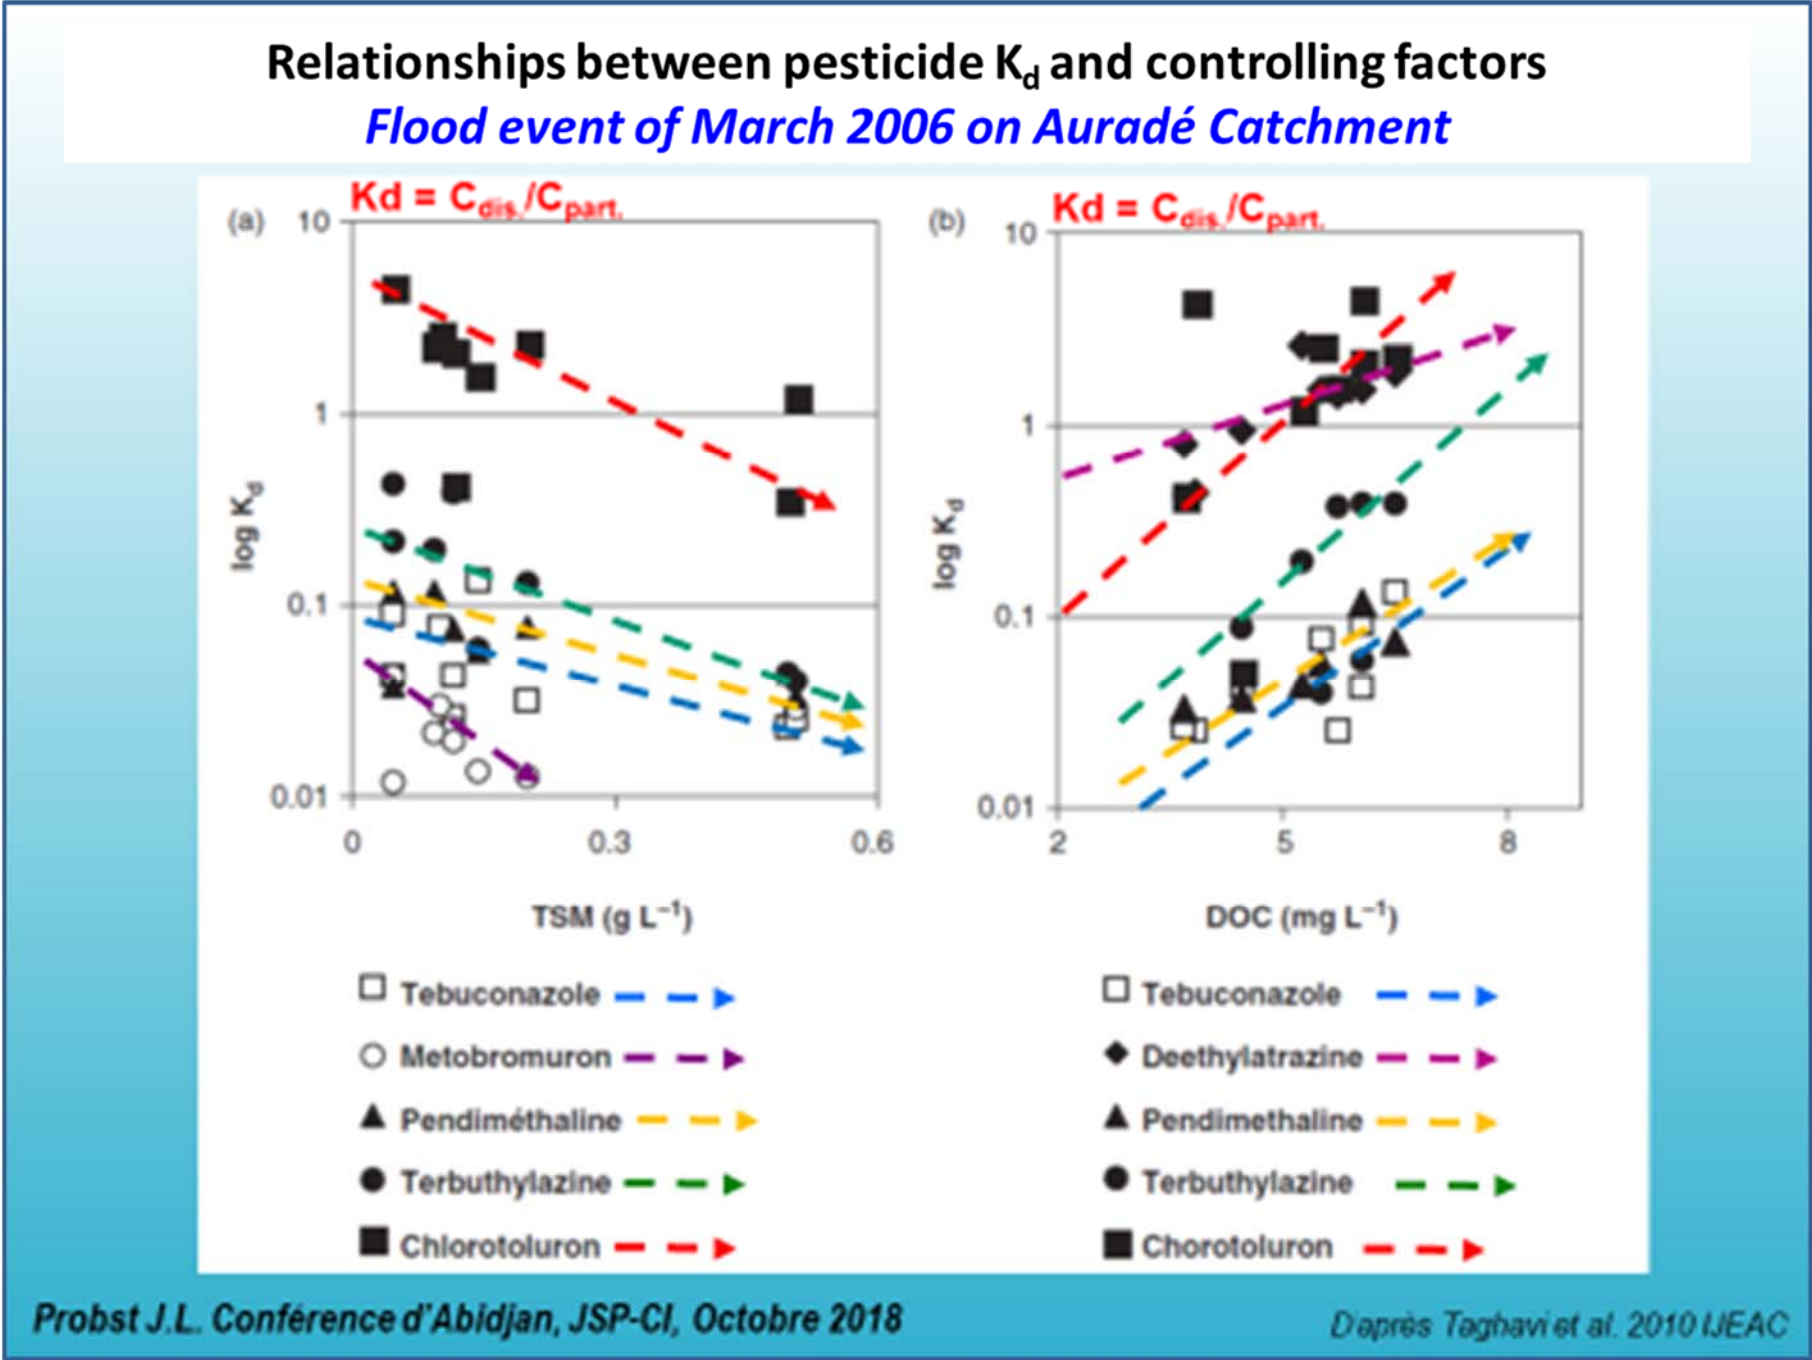 Relationships between pesticide Kd and controlling factors
Flood event of March 2006 on Auradé Catchment
(a)
Kd = Cdis./Cpart.
10
1
0.1
0.01
log Kd
0
0.3
0.6
TSM (g L⁻¹)
Tebuconazole
Metobromuron
Pendiméthaline
Terbuthylazine
Chlorotoluron
(b)
Kd = Cdis./Cpart.
10
1
0.1
0.01
log Kd
2
5
8
DOC (mg L⁻¹)
Tebuconazole
Deethylatrazine
Pendimethaline
Terbuthylazine
Chorotoluron
Probst J.L. Conférence d'Abidjan, JSP-CI, Octobre 2018
D'après Taghavi et al. 2010 IJEAC